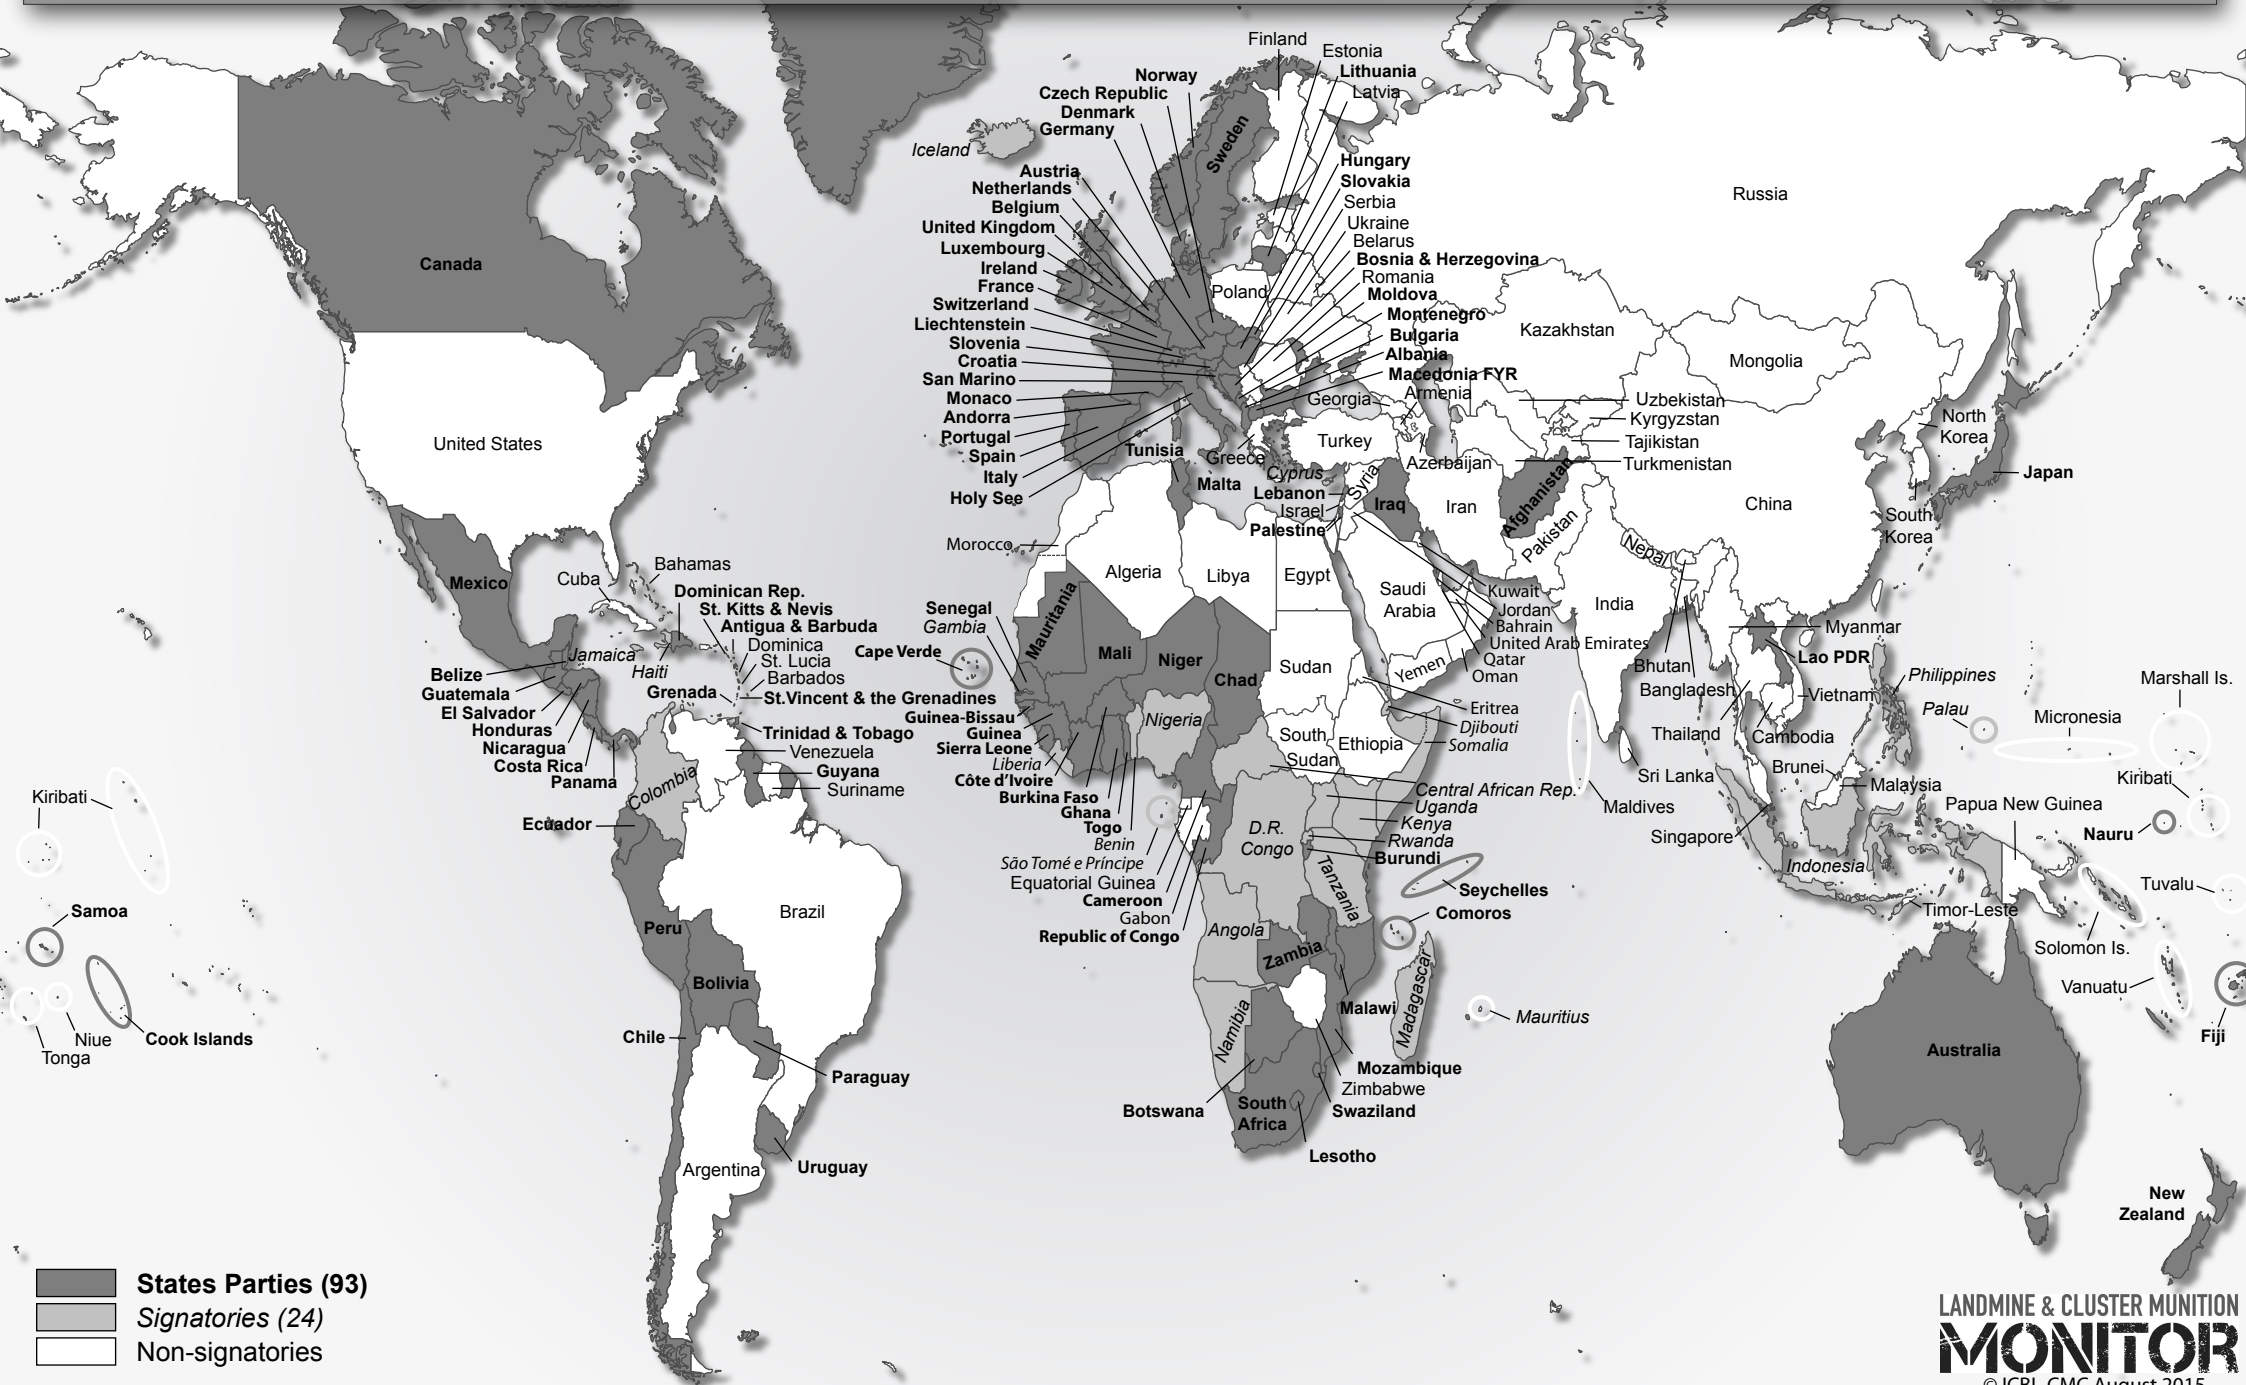 Finland
Estonia
Lithuania
Latvia
Norway
Czech Republic
Denmark
Germany
Sweden
Iceland
Austria
Netherlands
Belgium
United Kingdom
Luxembourg
Ireland
France
Switzerland
Liechtenstein
Slovenia
Croatia
San Marino
Monaco
Andorra
Portugal
Spain
Italy
Holy See
Hungary
Slovakia
Serbia
Ukraine
Belarus
Bosnia & Herzegovina
Romania
Moldova
Montenegro
Bulgaria
Albania
Macedonia FYR
Armenia
Georgia
Poland
Russia
Canada
United States
Kazakhstan
Mongolia
Uzbekistan
Kyrgyzstan
Tajikistan
Turkmenistan
North
Korea
Japan
China
South
Korea
Turkey
Azerbaijan
Tunisia
Greece
Cyprus
Malta
Lebanon
Syria
Israel
Palestine
Iraq
Iran
Afghanistan
Pakistan
Nepal
Morocco
Algeria
Libya
Egypt
Saudi
Arabia
Kuwait
Jordan
Bahrain
United Arab Emirates
Qatar
Oman
Yemen
India
Bhutan
Bangladesh
Myanmar
Lao PDR
Vietnam
Thailand
Cambodia
Philippines
Palau
Micronesia
Marshall Is.
Kiribati
Nauru
Mexico
Cuba
Bahamas
Dominican Rep.
St. Kitts & Nevis
Antigua & Barbuda
Dominica
St. Lucia
Barbados
St.Vincent & the Grenadines
Jamaica
Haiti
Grenada
Trinidad & Tobago
Venezuela
Guyana
Suriname
Belize
Guatemala
El Salvador
Honduras
Nicaragua
Costa Rica
Panama
Colombia
Ecuador
Peru
Brazil
Bolivia
Chile
Paraguay
Uruguay
Argentina
Senegal
Gambia
Cape Verde
Mauritania
Mali
Niger
Chad
Sudan
Nigeria
Guinea-Bissau
Guinea
Sierra Leone
Liberia
Côte d'Ivoire
Burkina Faso
Ghana
Togo
Benin
São Tomé e Príncipe
Equatorial Guinea
Cameroon
Gabon
Republic of Congo
South
Sudan
Ethiopia
Eritrea
Djibouti
Somalia
Central African Rep.
Uganda
Kenya
Rwanda
Burundi
D.R.
Congo
Tanzania
Seychelles
Comoros
Angola
Zambia
Malawi
Madagascar
Mauritius
Namibia
Mozambique
Zimbabwe
Botswana
South
Africa
Swaziland
Lesotho
Sri Lanka
Maldives
Brunei
Malaysia
Singapore
Indonesia
Papua New Guinea
Timor-Leste
Solomon Is.
Tuvalu
Vanuatu
Fiji
Australia
New
Zealand
Kiribati
Samoa
Niue
Tonga
Cook Islands
States Parties (93)
Signatories (24)
Non-signatories
LANDMINE & CLUSTER MUNITION
MONITOR
© ICBL-CMC August 2015